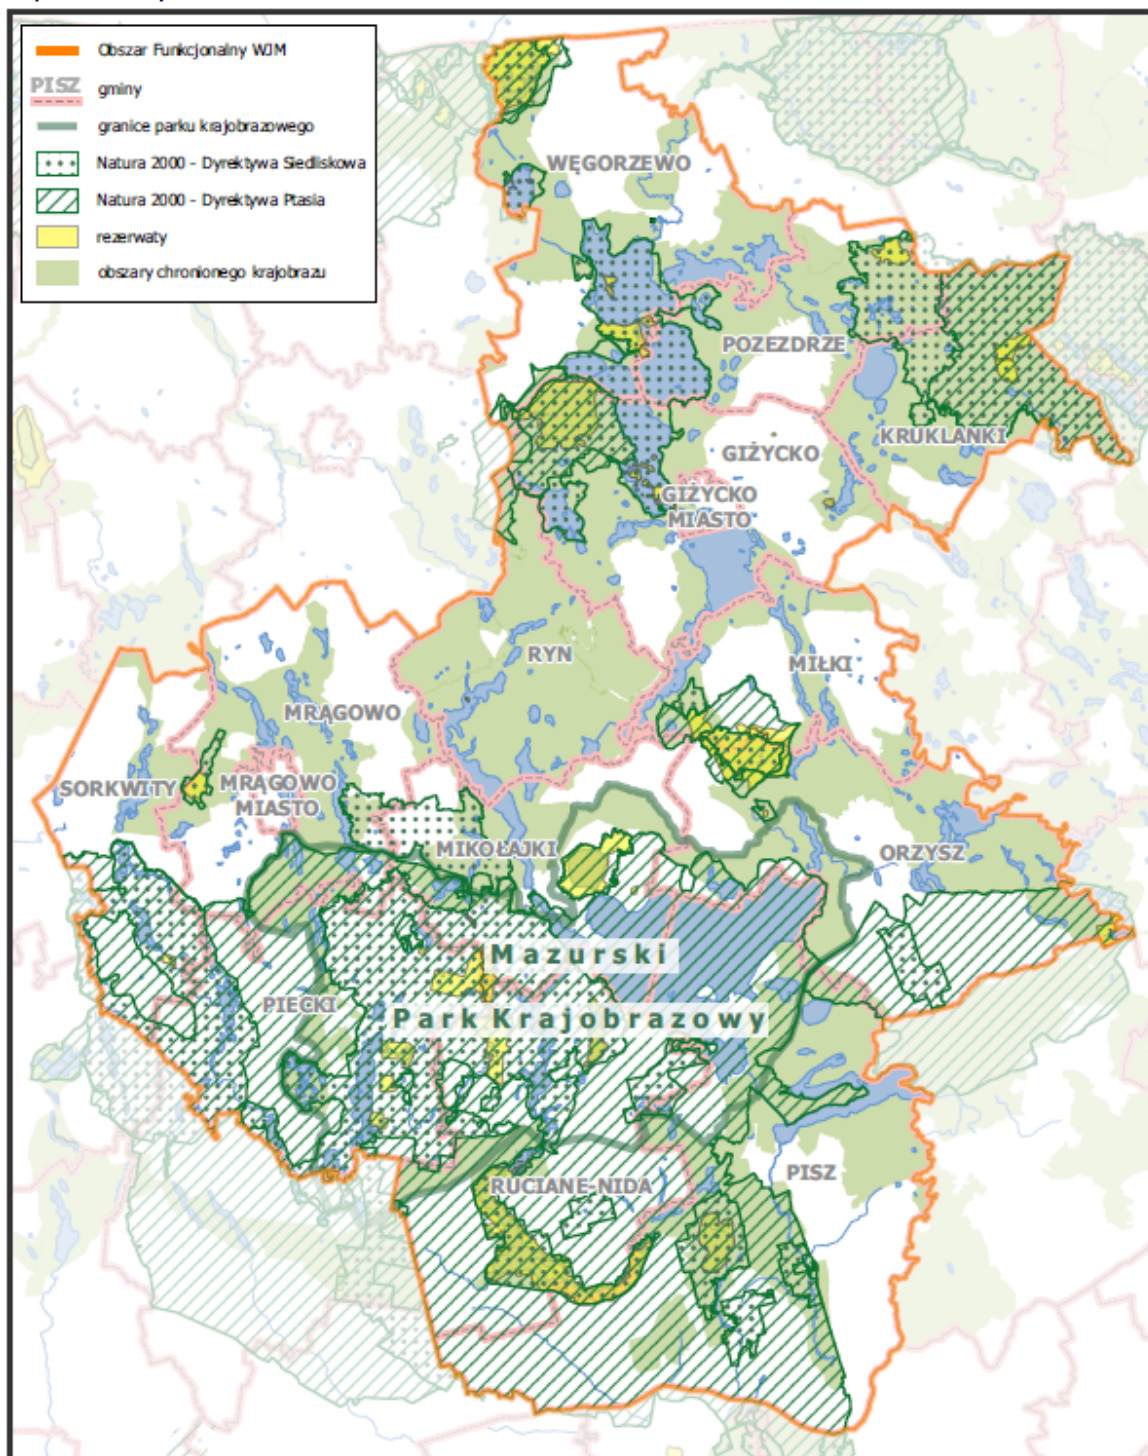 Obszar Funkcjonalny WJM
PISZ gminy
granice parku krajobrazowego
Natura 2000 - Dyrektywa Siedliskowa
Natura 2000 - Dyrektywa Ptasia
rezerwaty
obszary chronionego krajobrazu
WĘGORZEWO
POZEZDRZE
KRUKLANKI
GIŻYCKO
GIŻYCKO
MIASTO
RYN
MIŁKI
MRĄGOWO
SORKWITY
MRĄGOWO
MIASTO
MIKOŁAJKI
ORZYSZ
Mazurski
PIECKI
Park Krajobrazowy
PISZ
RUCIANE-NIDA